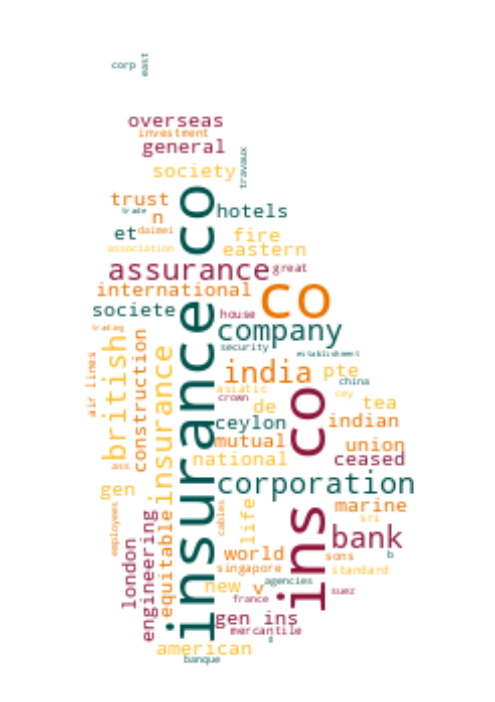 corp
east
overseas
investment
general
travaux
society
trust
hotels
trade
n
et
daimei
fire
association
eastern
assurance
great
international
co
societe
house
company
trading
security
establishment
insurance co
british
construction
insurance
air lines
india
pte
asiatic
china
crown
cey
de
tea
ins co
ceylon
indian
mutual
union
national
ceased
ass
gen
corporation
employees
london
engineering
equitable
cables
life
marine
sri
bank
world
sons
b
singapore
standard
new
v
agencies
france
suez
gen ins
mercantile
american
banque